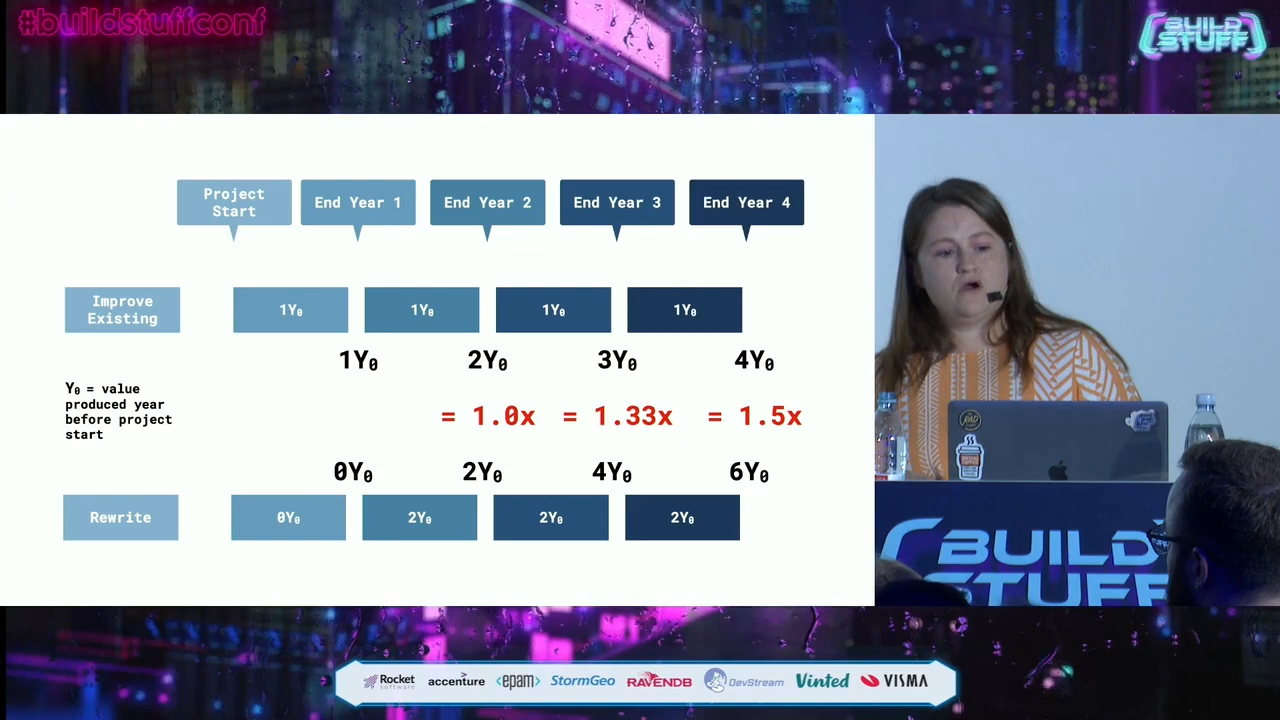 #buildstuffconf
BUILD
STUFF
Project
Start
End Year 1
End Year 2
End Year 3
End Year 4
Improve
Existing
1Y₀
1Y₀
1Y₀
1Y₀
1Y₀
2Y₀
3Y₀
4Y₀
Y₀ = value
produced year
before project
start
= 1.0x
= 1.33x
= 1.5x
0Y₀
2Y₀
4Y₀
6Y₀
Rewrite
0Y₀
2Y₀
2Y₀
2Y₀
BUILD
STUFF
Rocket
software
accenture
<epam>
StormGeo
RAVENDB
DevStream
Vinted
VISMA